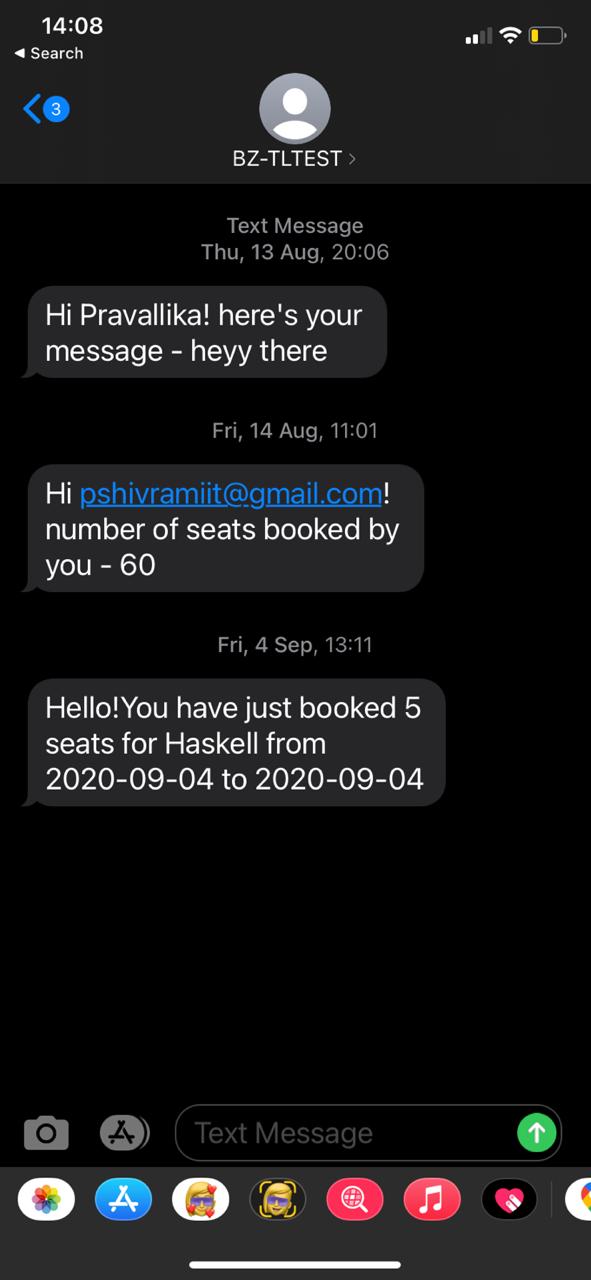 14:08
◀ Search
3
BZ-TLTEST >
Text Message
Thu, 13 Aug, 20:06
Hi Pravallika! here's your
message - heyy there
Fri, 14 Aug, 11:01
Hi pshivramiit@gmail.com!
number of seats booked by
you - 60
Fri, 4 Sep, 13:11
Hello!You have just booked 5
seats for Haskell from
2020-09-04 to 2020-09-04
Text Message